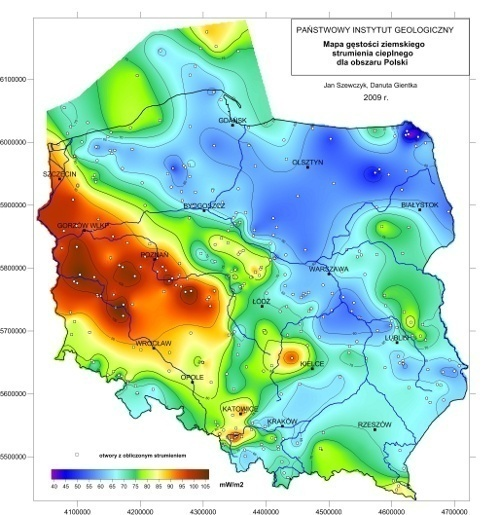 PAŃSTWOWY INSTYTUT GEOLOGICZNY
Mapa gęstości ziemskiego
strumienia cieplnego
dla obszaru Polski
Jan Szewczyk, Danuta Gientka
2009 r.
6100000
GDAŃSK
6000000
OLSZTYN
SZCZECIN
5900000
BYDGOSZCZ
BIAŁYSTOK
GORZÓW WLKP.
POZNAŃ
5800000
WARSZAWA
ŁÓDŹ
5700000
WROCŁAW
LUBLIN
KIELCE
OPOLE
5600000
KATOWICE
KRAKÓW
RZESZÓW
5500000
otwory z obliczonym strumieniem
40 45 50 55 60 65 70 75 80 85 90 95 100 105
mW/m2
4100000 4200000 4300000 4400000 4500000 4600000 4700000